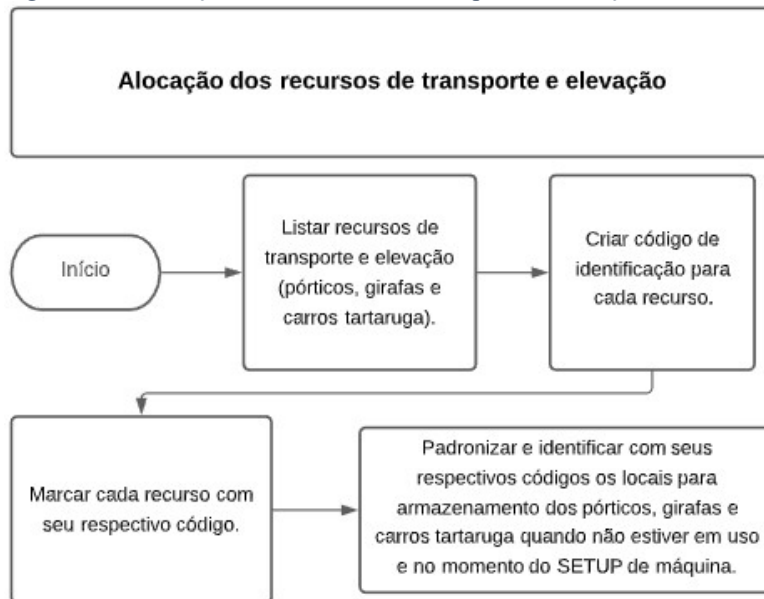 Alocação dos recursos de transporte e elevação
Início
Listar recursos de
transporte e elevação
(pórticos, girafas e
carros tartaruga).
Criar código de
identificação para
cada recurso.
Marcar cada recurso com
seu respectivo código.
Padronizar e identificar com seus
respectivos códigos os locais para
armazenamento dos pórticos, girafas e
carros tartaruga quando não estiver em uso
e no momento do SETUP de máquina.